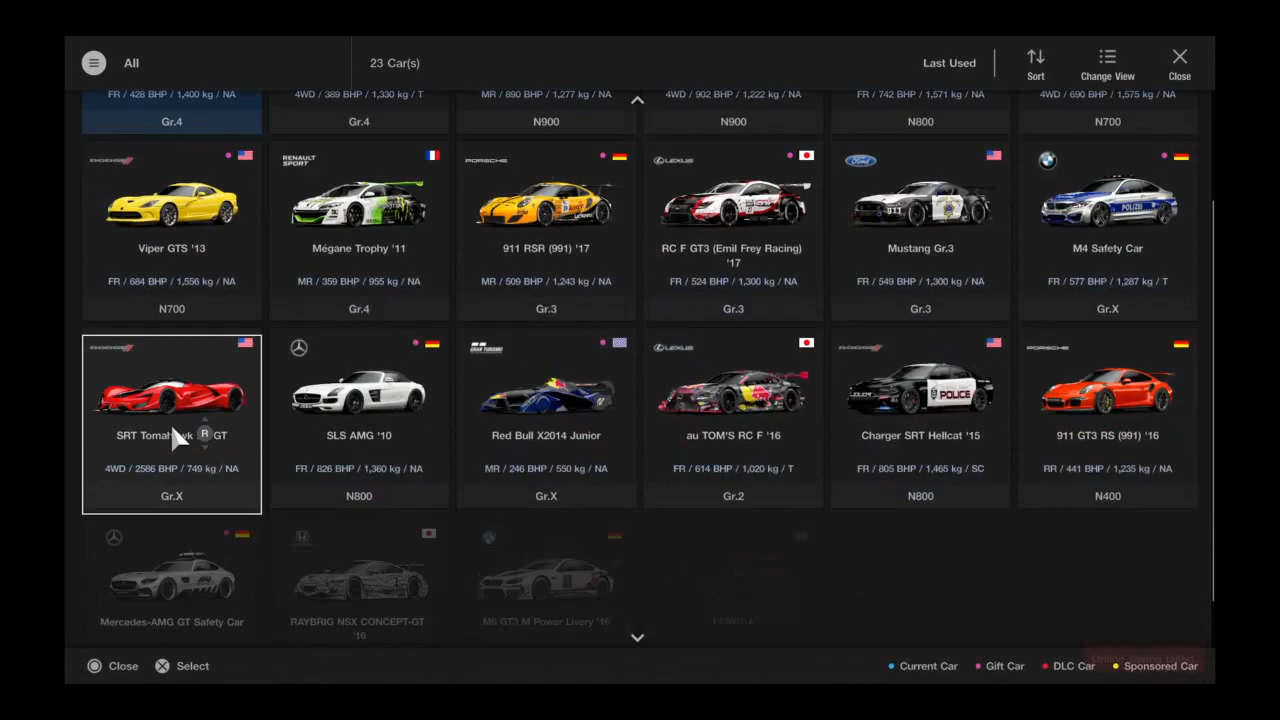 All
23 Car(s)
Last Used
Sort
Change View
Close
FR / 428 BHP / 1,400 kg / NA
4WD / 389 BHP / 1,330 kg / T
MR / 890 BHP / 1,277 kg / NA
4WD / 902 BHP / 1,222 kg / NA
FR / 742 BHP / 1,571 kg / NA
4WD / 690 BHP / 1,575 kg / NA
Gr.4
Gr.4
N900
N900
N800
N700
DODGE
RENAULT
SPORT
PORSCHE
LEXUS
Ford
911
POLIZEI
Viper GTS '13
Mégane Trophy '11
911 RSR (991) '17
RC F GT3 (Emil Frey Racing)
'17
Mustang Gr.3
M4 Safety Car
FR / 684 BHP / 1,556 kg / NA
MR / 359 BHP / 955 kg / NA
MR / 509 BHP / 1,243 kg / NA
FR / 524 BHP / 1,300 kg / NA
FR / 549 BHP / 1,300 kg / NA
FR / 577 BHP / 1,287 kg / T
N700
Gr.4
Gr.3
Gr.3
Gr.3
Gr.X
DODGE
GRAN TURISMO
LEXUS
DODGE
PORSCHE
POLICE
SRT Tomahawk R GT
SLS AMG '10
Red Bull X2014 Junior
au TOM'S RC F '16
Charger SRT Hellcat '15
911 GT3 RS (991) '16
4WD / 2586 BHP / 749 kg / NA
FR / 826 BHP / 1,360 kg / NA
MR / 246 BHP / 550 kg / NA
FR / 614 BHP / 1,020 kg / T
FR / 805 BHP / 1,465 kg / SC
RR / 441 BHP / 1,235 kg / NA
Gr.X
N800
Gr.X
Gr.2
N800
N400
Mercedes-AMG GT Safety Car
RAYBRIG NSX CONCEPT-GT
'16
M6 GT3 M Power Livery '16
Close
Select
Current Car
Gift Car
DLC Car
Sponsored Car